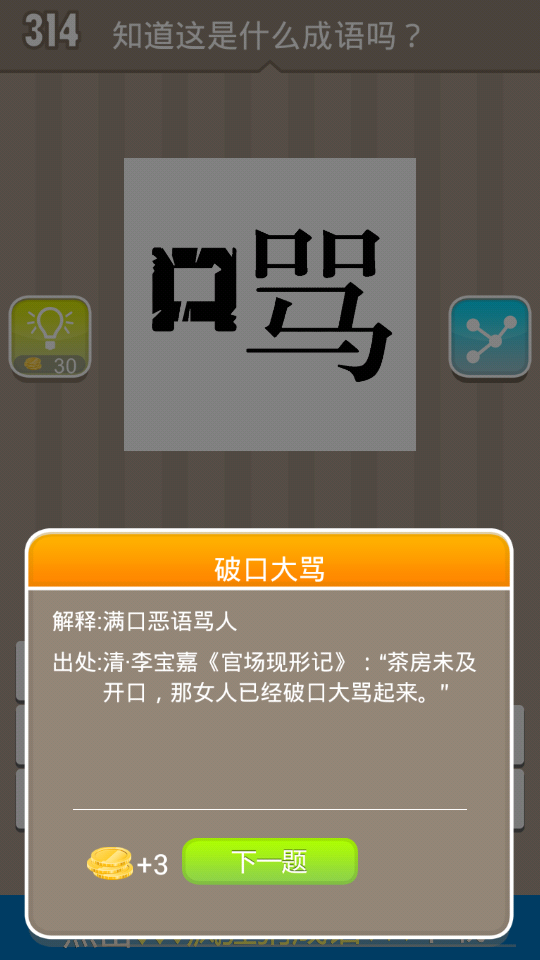 314 知道这是什么成语吗？
口骂
30
破口大骂
解释:满口恶语骂人
出处:清·李宝嘉《官场现形记》：“茶房未及
开口，那女人已经破口大骂起来。”
+3 下一题